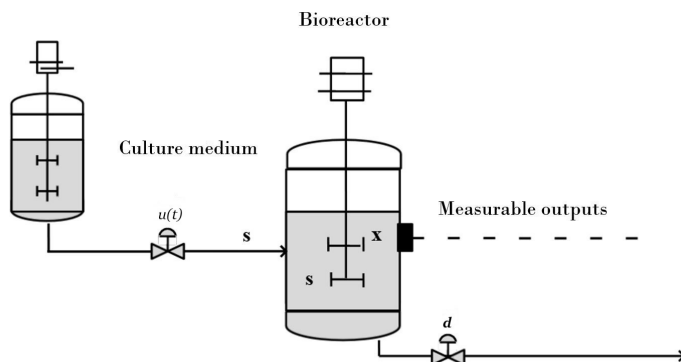 Bioreactor
Culture medium
u(t)
s
x
s
Measurable outputs
d